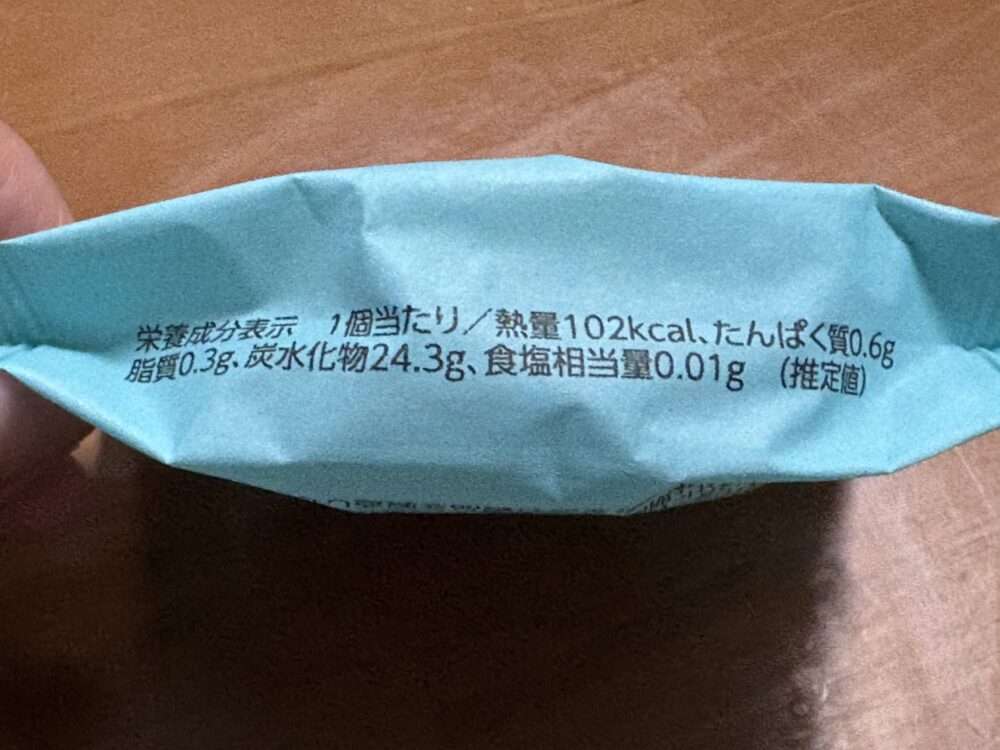 栄養成分表示　1個当たり／熱量102kcal、たんぱく質0.6g
脂質0.3g、炭水化物24.3g、食塩相当量0.01g　(推定値)